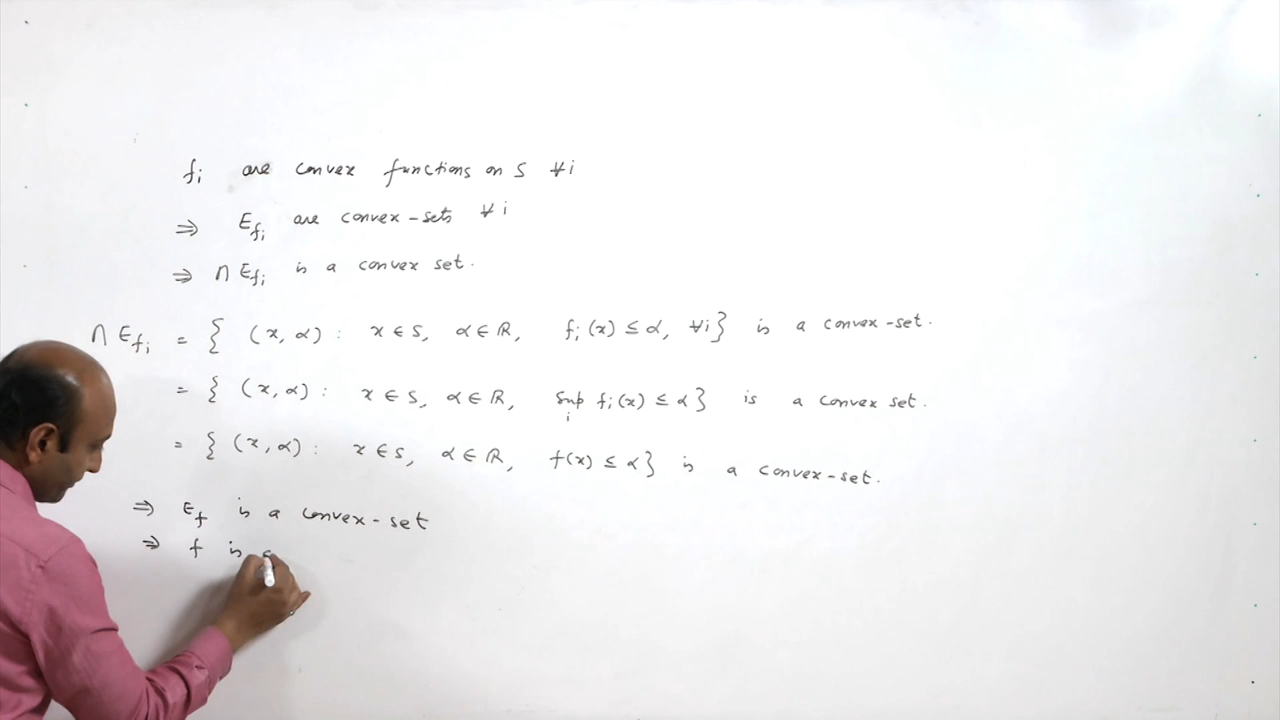 fi are convex functions on S ∀i
⇒ Efi are convex-sets ∀i
⇒ ∩ Efi is a convex set.
∩ Efi = { (x, α) : x ∈ S, α ∈ R, fi(x) ≤ α, ∀i} is a convex-set.
= { (x, α) : x ∈ S, α ∈ R, sup i fi(x) ≤ α} is a convex set.
= { (x, α) : x ∈ S, α ∈ R, f(x) ≤ α} is a convex-set.
⇒ Ef is a convex-set
⇒ f is